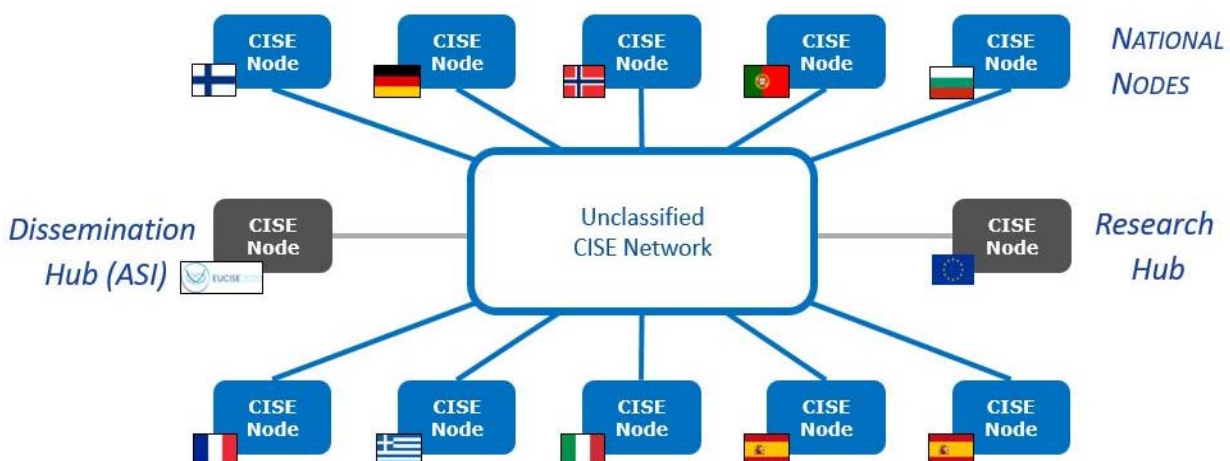 CISE
Node
CISE
Node
CISE
Node
CISE
Node
CISE
Node
NATIONAL
NODES
Dissemination
Hub (ASI)
CISE
Node
EUCISE2020
Unclassified
CISE Network
CISE
Node
Research
Hub
CISE
Node
CISE
Node
CISE
Node
CISE
Node
CISE
Node